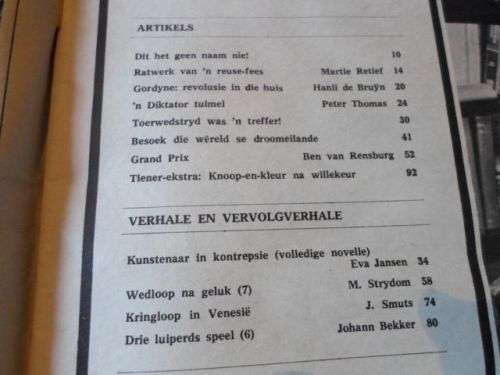 ARTIKELS
Dit het geen naam nie! 10
Ratwerk van 'n reuse-fees Martie Retief 14
Gordyne: revolusie in die huis Hanli de Bruÿn 20
'n Diktator tuimel Peter Thomas 24
Toerwedstryd was 'n treffer! 30
Besoek die wêreld se droomeilande 41
Grand Prix Ben van Rensburg 52
Tiener-ekstra: Knoop-en-kleur na willekeur 92
VERHALE EN VERVOLGVERHALE
Kunstenaar in kontrepsie (volledige novelle)
Eva Jansen 34
Wedloop na geluk (7) M. Strydom 58
Kringloop in Venesië J. Smuts 74
Drie luiperds speel (6) Johann Bekker 80